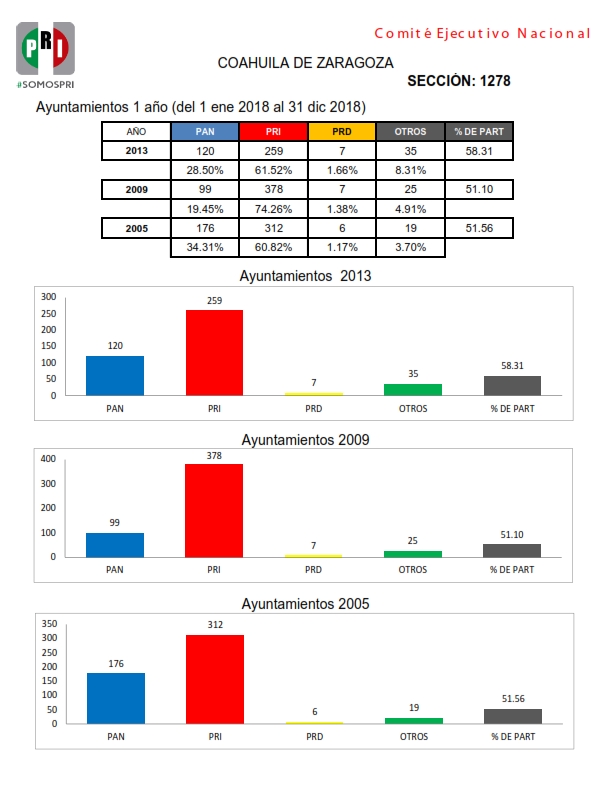 PRI
#SOMOSPRI
Comité Ejecutivo Nacional
COAHUILA DE ZARAGOZA
SECCIÓN: 1278
Ayuntamientos 1 año (del 1 ene 2018 al 31 dic 2018)
AÑO PAN PRI PRD OTROS % DE PART
2013 120 259 7 35 58.31
28.50% 61.52% 1.66% 8.31%
2009 99 378 7 25 51.10
19.45% 74.26% 1.38% 4.91%
2005 176 312 6 19 51.56
34.31% 60.82% 1.17% 3.70%
Ayuntamientos 2013
300
250
200
150
100
50
0
120 259 7 35 58.31
PAN PRI PRD OTROS % DE PART
Ayuntamientos 2009
400
300
200
100
0
99 378 7 25 51.10
PAN PRI PRD OTROS % DE PART
Ayuntamientos 2005
350
300
250
200
150
100
50
0
176 312 6 19 51.56
PAN PRI PRD OTROS % DE PART